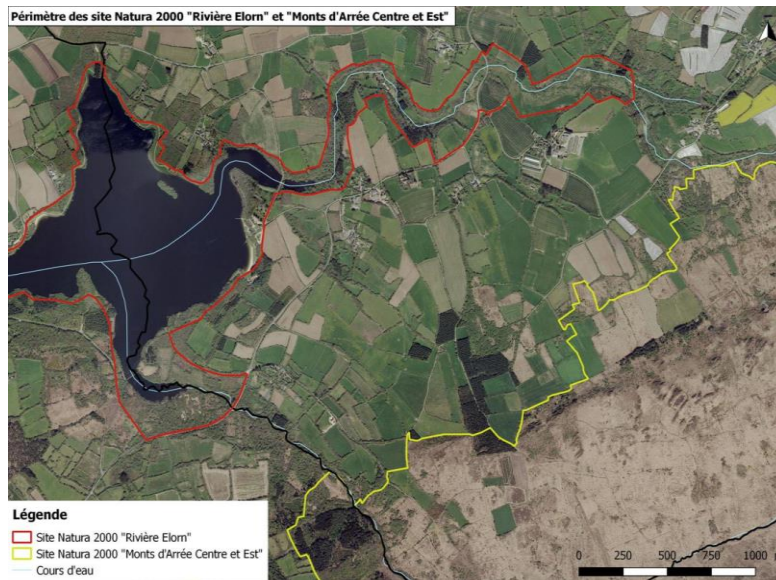 Périmètre des site Natura 2000 "Rivière Elorn" et "Monts d'Arrée Centre et Est"
Légende
Site Natura 2000 "Rivière Elorn"
Site Natura 2000 "Monts d'Arrée Centre et Est"
Cours d'eau
0 250 500 750 1000